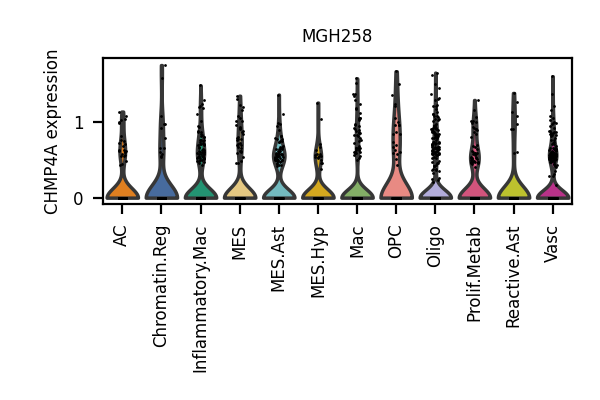 MGH258
CHMP4A expression
1
0
AC
Chromatin.Reg
Inflammatory.Mac
MES
MES.Ast
MES.Hyp
Mac
OPC
Oligo
Prolif.Metab
Reactive.Ast
Vasc